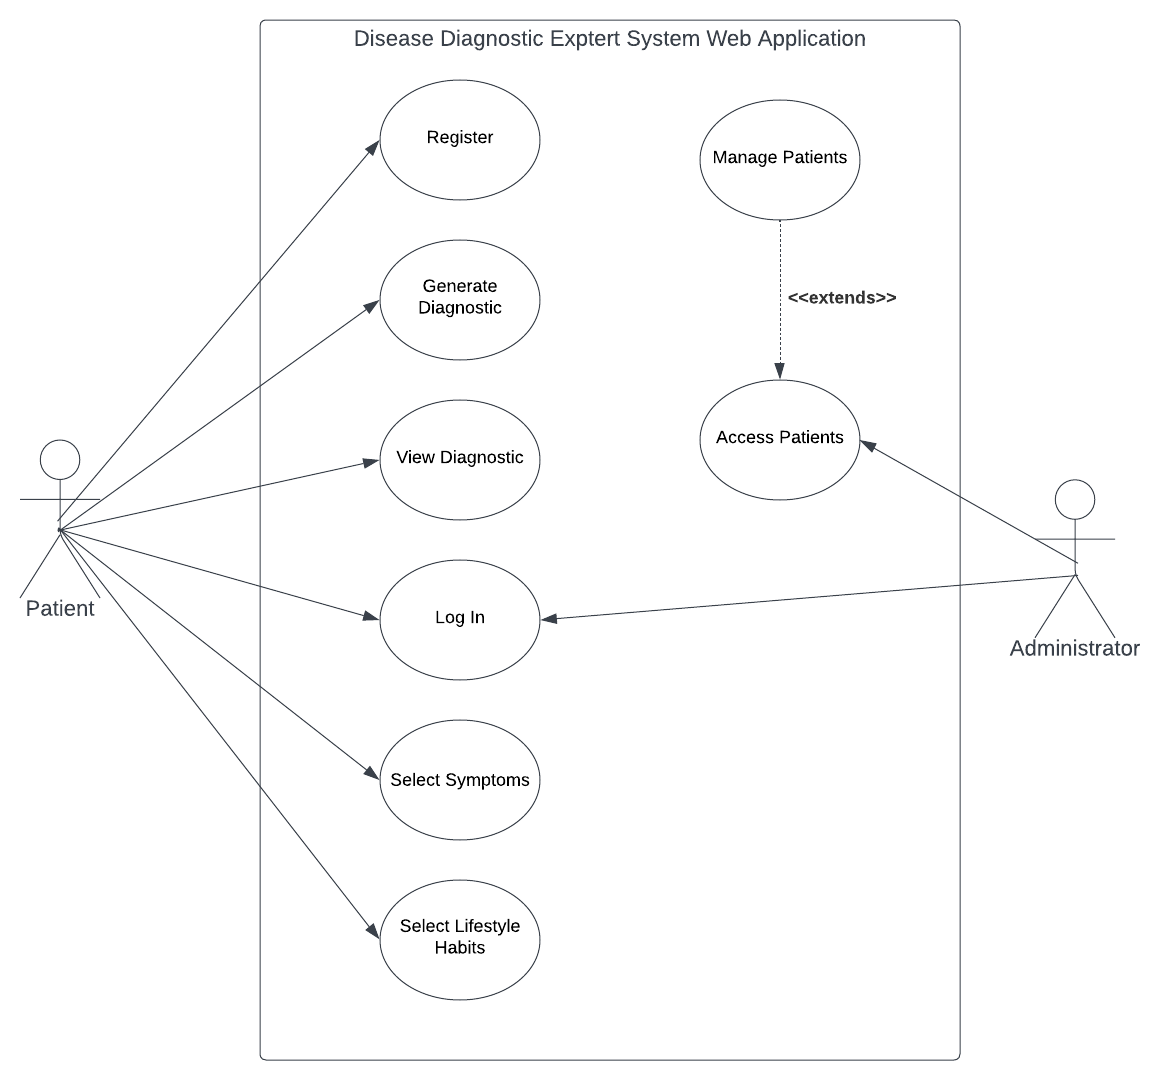 Disease Diagnostic Exptert System Web Application
Register
Manage Patients
Generate
Diagnostic
<<extends>>
View Diagnostic
Access Patients
Patient
Log In
Administrator
Select Symptoms
Select Lifestyle
Habits